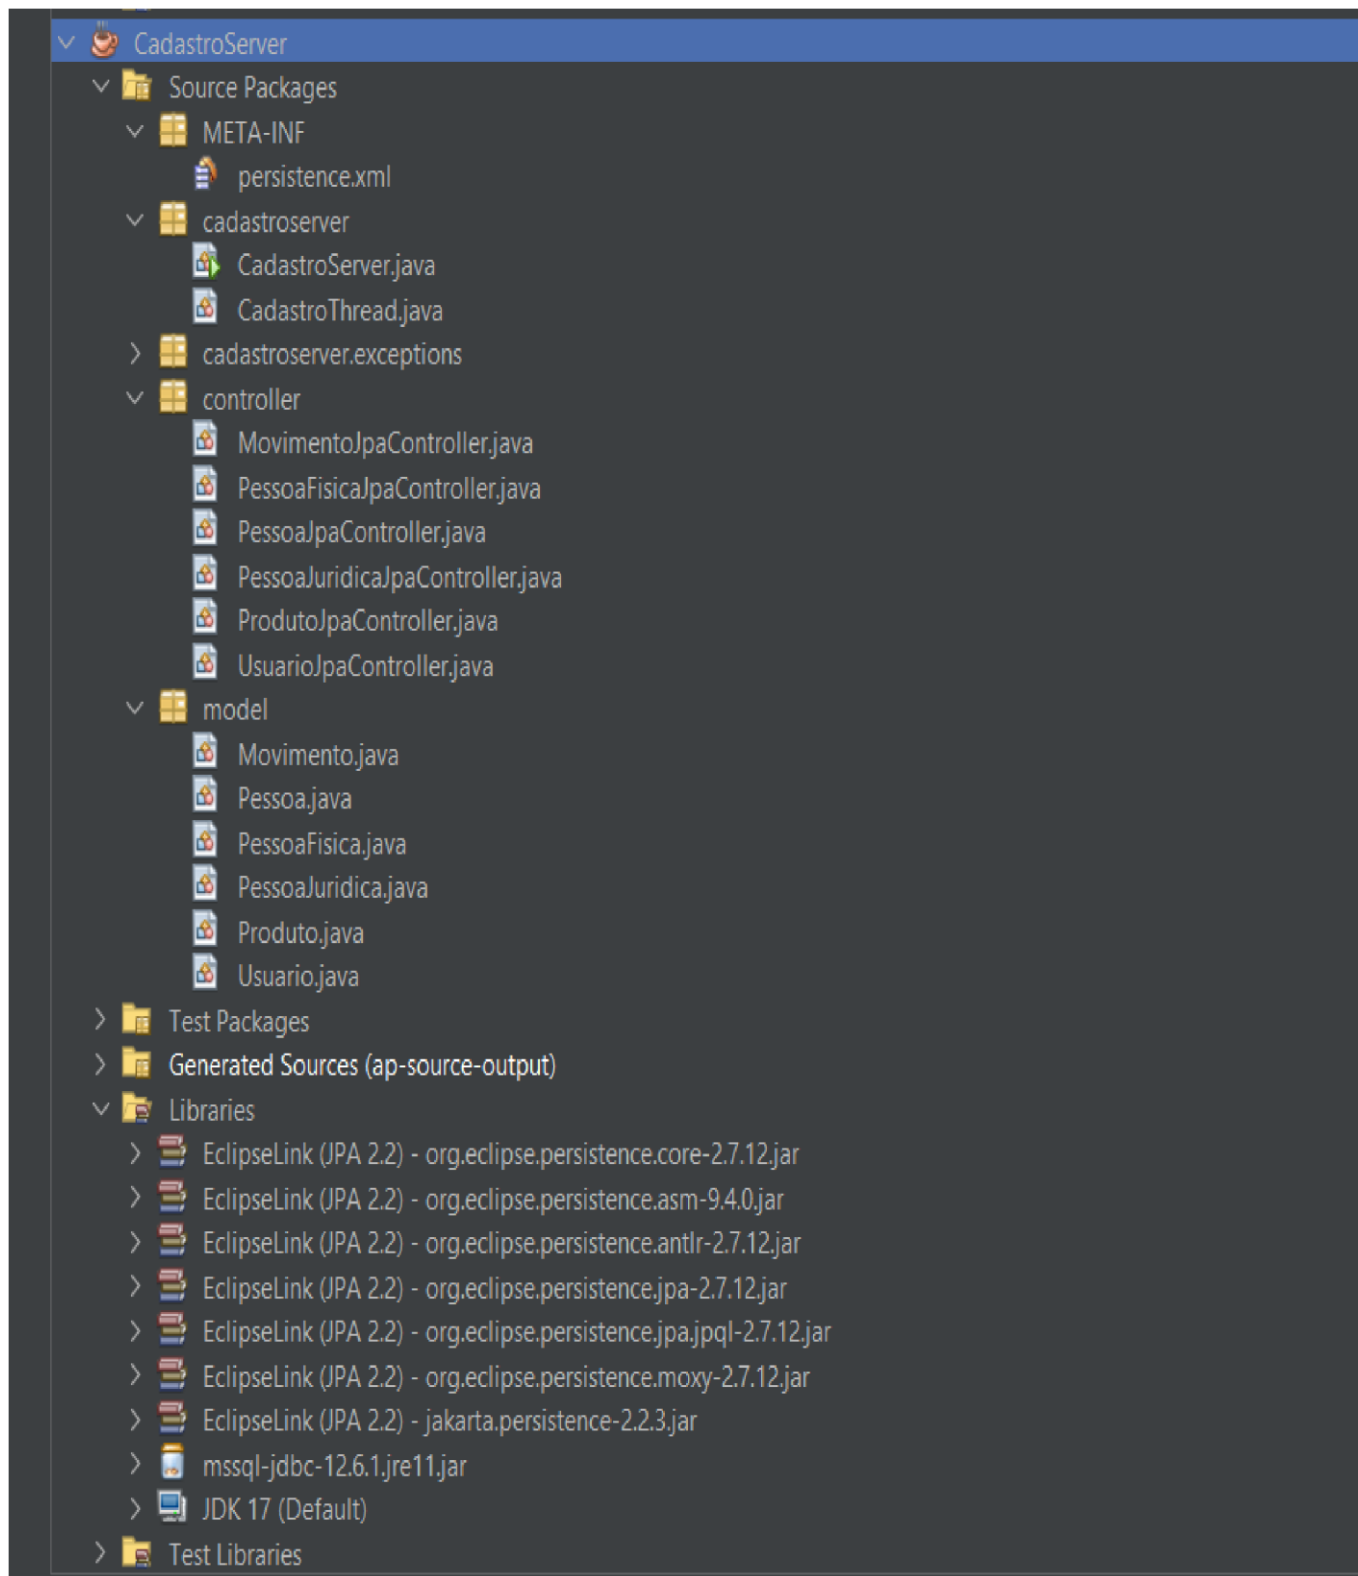 CadastroServer
Source Packages
META-INF
persistence.xml
cadastroserver
CadastroServer.java
CadastroThread.java
cadastroserver.exceptions
controller
MovimentoJpaController.java
PessoaFisicaJpaController.java
PessoaJpaController.java
PessoaJuridicaJpaController.java
ProdutoJpaController.java
UsuarioJpaController.java
model
Movimento.java
Pessoa.java
PessoaFisica.java
PessoaJuridica.java
Produto.java
Usuario.java
Test Packages
Generated Sources (ap-source-output)
Libraries
EclipseLink (JPA 2.2) - org.eclipse.persistence.core-2.7.12.jar
EclipseLink (JPA 2.2) - org.eclipse.persistence.asm-9.4.0.jar
EclipseLink (JPA 2.2) - org.eclipse.persistence.antlr-2.7.12.jar
EclipseLink (JPA 2.2) - org.eclipse.persistence.jpa-2.7.12.jar
EclipseLink (JPA 2.2) - org.eclipse.persistence.jpa.jpql-2.7.12.jar
EclipseLink (JPA 2.2) - org.eclipse.persistence.moxy-2.7.12.jar
EclipseLink (JPA 2.2) - jakarta.persistence-2.2.3.jar
mssql-jdbc-12.6.1.jre11.jar
JDK 17 (Default)
Test Libraries